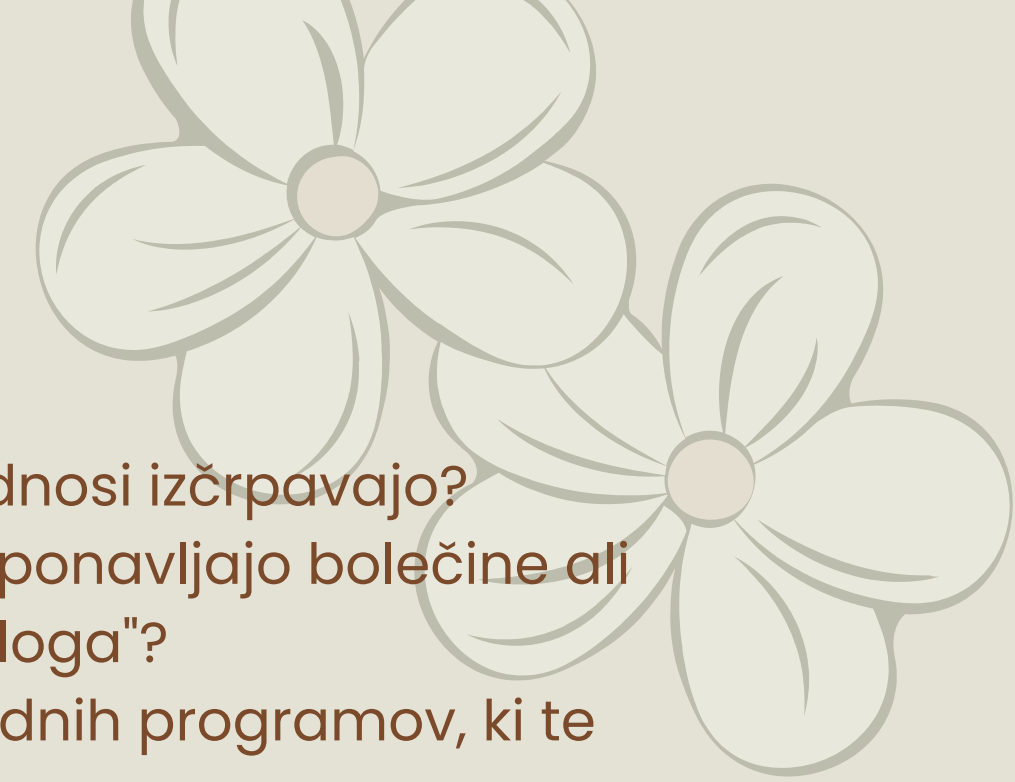 dnosi izčrpavajo?
ponavljajo bolečine ali
loga"?
dnih programov, ki te